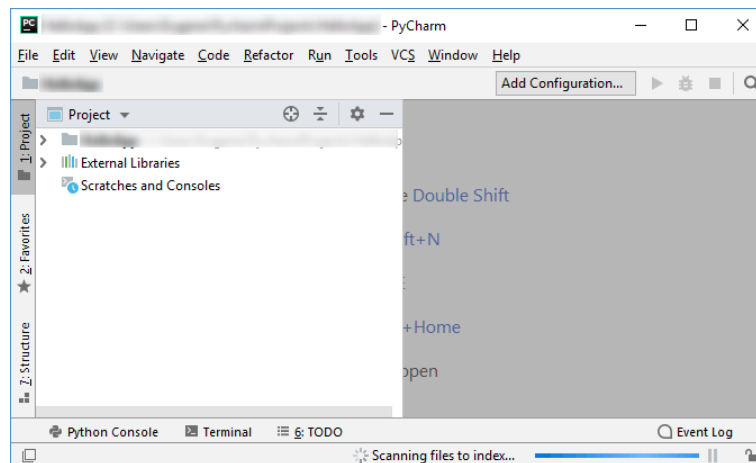 PC - PyCharm
File Edit View Navigate Code Refactor Run Tools VCS Window Help
Add Configuration...
1: Project
Project
External Libraries
Scratches and Consoles
Double Shift
ft+N
+Home
open
2: Favorites
7: Structure
Python Console Terminal 6: TODO Event Log
Scanning files to index...